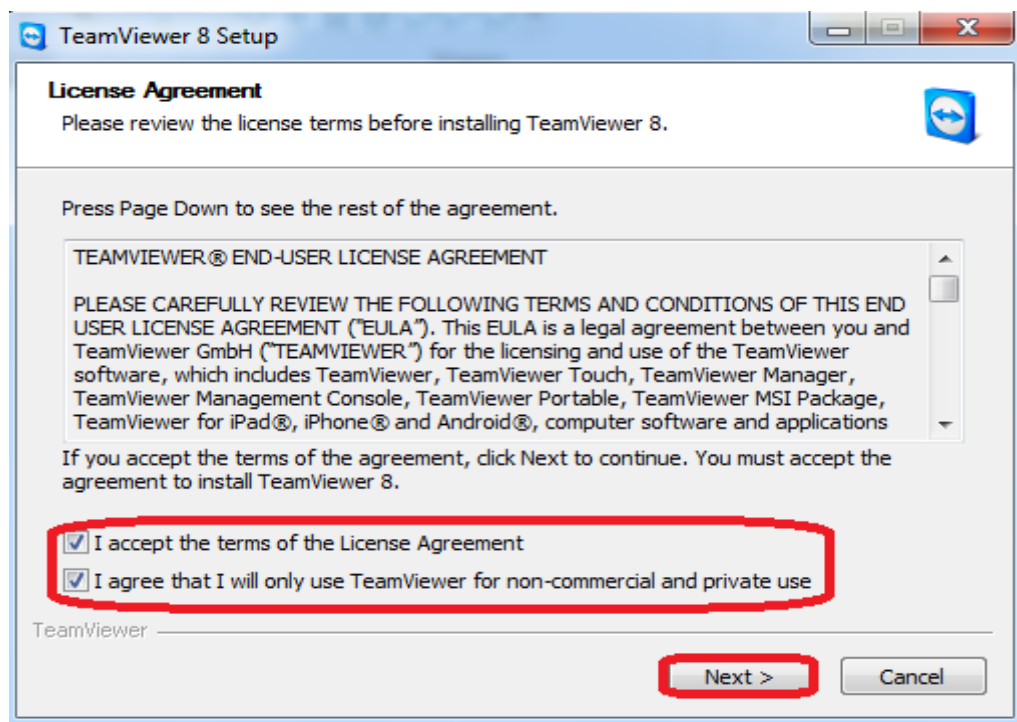 TeamViewer 8 Setup
License Agreement
Please review the license terms before installing TeamViewer 8.
Press Page Down to see the rest of the agreement.
TEAMVIEWER® END-USER LICENSE AGREEMENT
PLEASE CAREFULLY REVIEW THE FOLLOWING TERMS AND CONDITIONS OF THIS END
USER LICENSE AGREEMENT ("EULA"). This EULA is a legal agreement between you and
TeamViewer GmbH ("TEAMVIEWER") for the licensing and use of the TeamViewer
software, which includes TeamViewer, TeamViewer Touch, TeamViewer Manager,
TeamViewer Management Console, TeamViewer Portable, TeamViewer MSI Package,
TeamViewer for iPad®, iPhone® and Android®, computer software and applications
If you accept the terms of the agreement, click Next to continue. You must accept the
agreement to install TeamViewer 8.
I accept the terms of the License Agreement
I agree that I will only use TeamViewer for non-commercial and private use
TeamViewer
Next >
Cancel